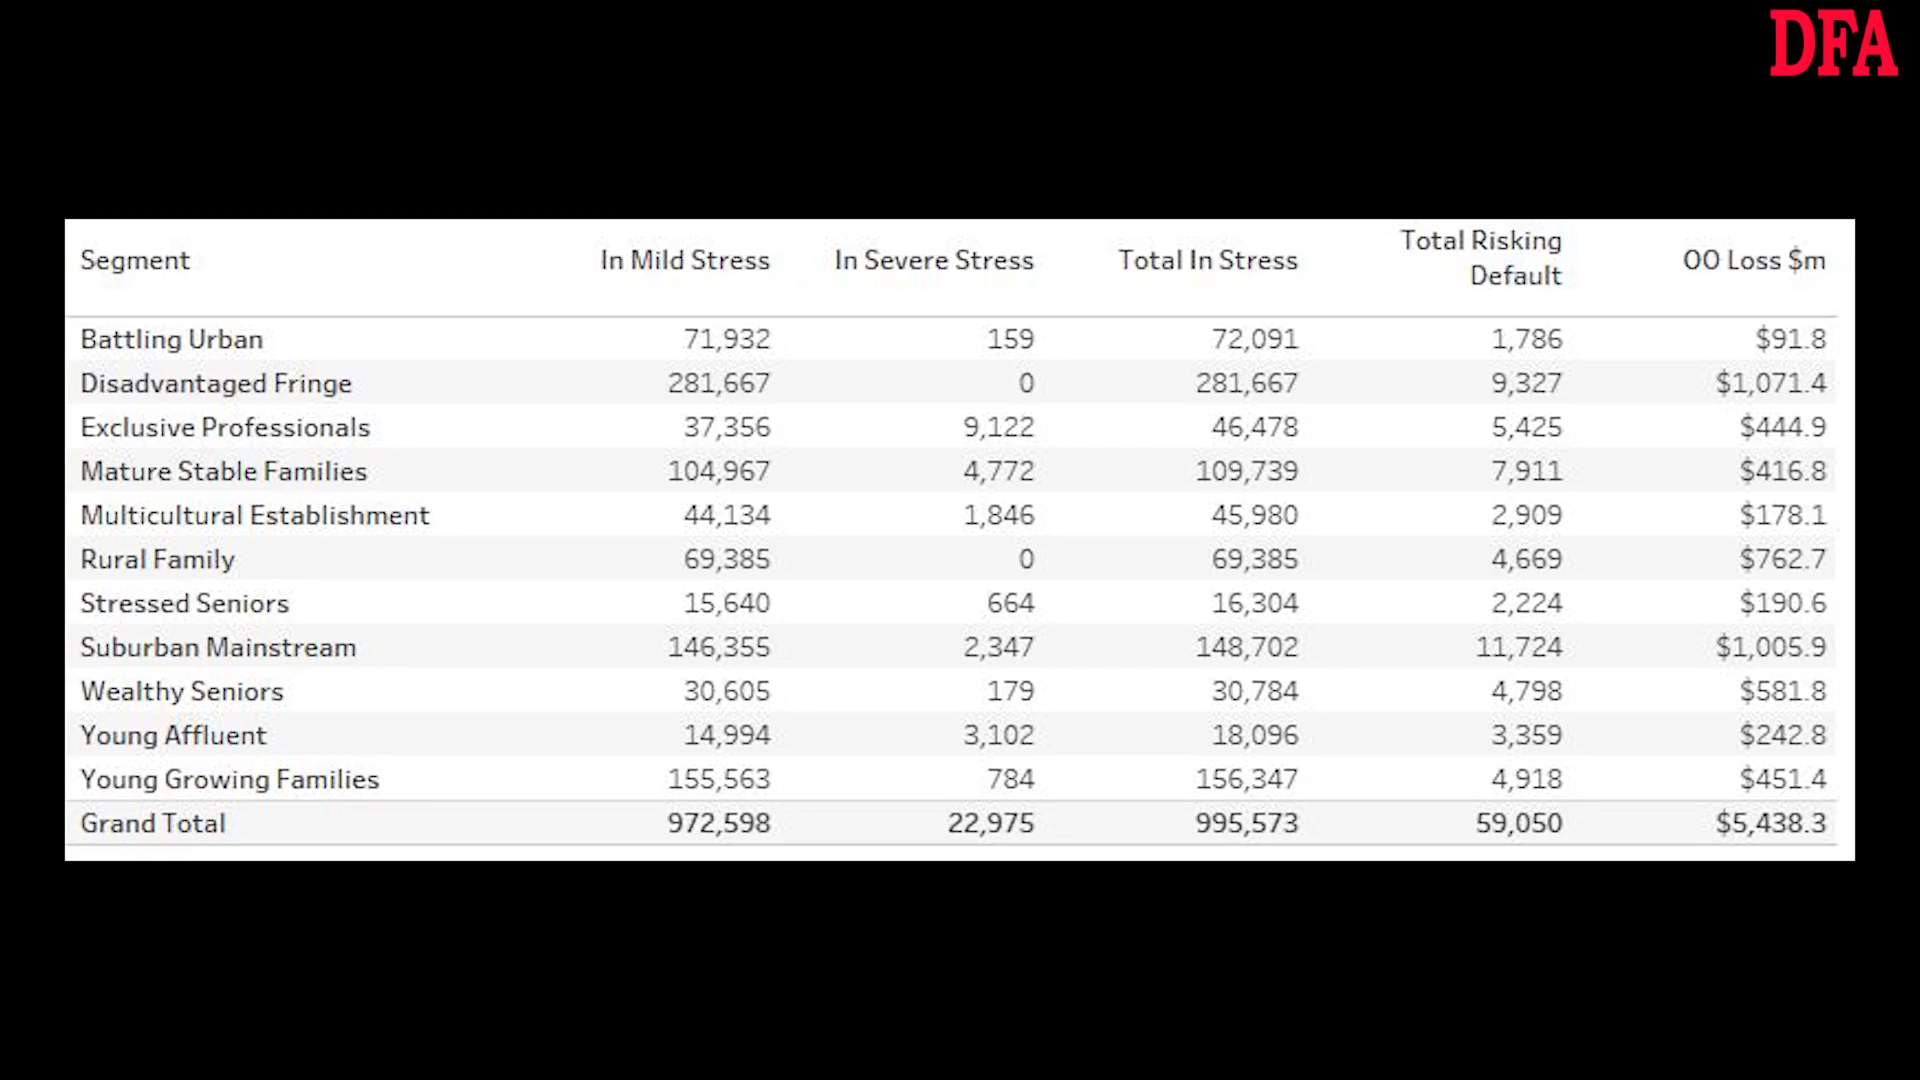 DFA
Segment In Mild Stress In Severe Stress Total In Stress Total Risking Default OO Loss $m
Battling Urban 71,932 159 72,091 1,786 $91.8
Disadvantaged Fringe 281,667 0 281,667 9,327 $1,071.4
Exclusive Professionals 37,356 9,122 46,478 5,425 $444.9
Mature Stable Families 104,967 4,772 109,739 7,911 $416.8
Multicultural Establishment 44,134 1,846 45,980 2,909 $178.1
Rural Family 69,385 0 69,385 4,669 $762.7
Stressed Seniors 15,640 664 16,304 2,224 $190.6
Suburban Mainstream 146,355 2,347 148,702 11,724 $1,005.9
Wealthy Seniors 30,605 179 30,784 4,798 $581.8
Young Affluent 14,994 3,102 18,096 3,359 $242.8
Young Growing Families 155,563 784 156,347 4,918 $451.4
Grand Total 972,598 22,975 995,573 59,050 $5,438.3